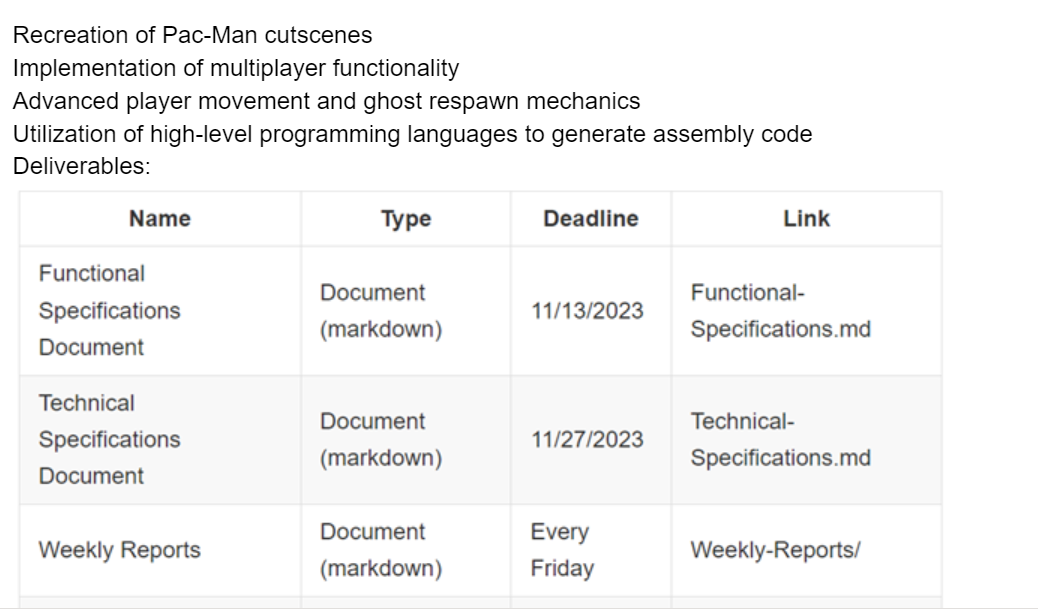 Recreation of Pac-Man cutscenes
Implementation of multiplayer functionality
Advanced player movement and ghost respawn mechanics
Utilization of high-level programming languages to generate assembly code
Deliverables:
Name Type Deadline Link
Functional
Specifications
Document
Document
(markdown)
11/13/2023
Functional-
Specifications.md
Technical
Specifications
Document
Document
(markdown)
11/27/2023
Technical-
Specifications.md
Weekly Reports
Document
(markdown)
Every
Friday
Weekly-Reports/